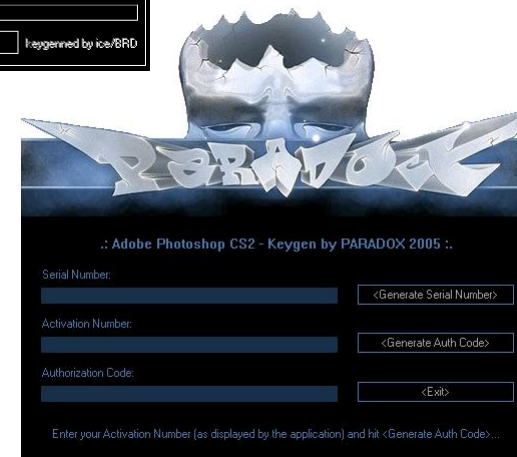 keygenned by ice/BRD
PARADOX
.: Adobe Photoshop CS2 - Keygen by PARADOX 2005 :.
Serial Number:
<Generate Serial Number>
Activation Number:
<Generate Auth Code>
Authorization Code:
<Exit>
Enter your Activation Number (as displayed by the application) and hit <Generate Auth Code>...